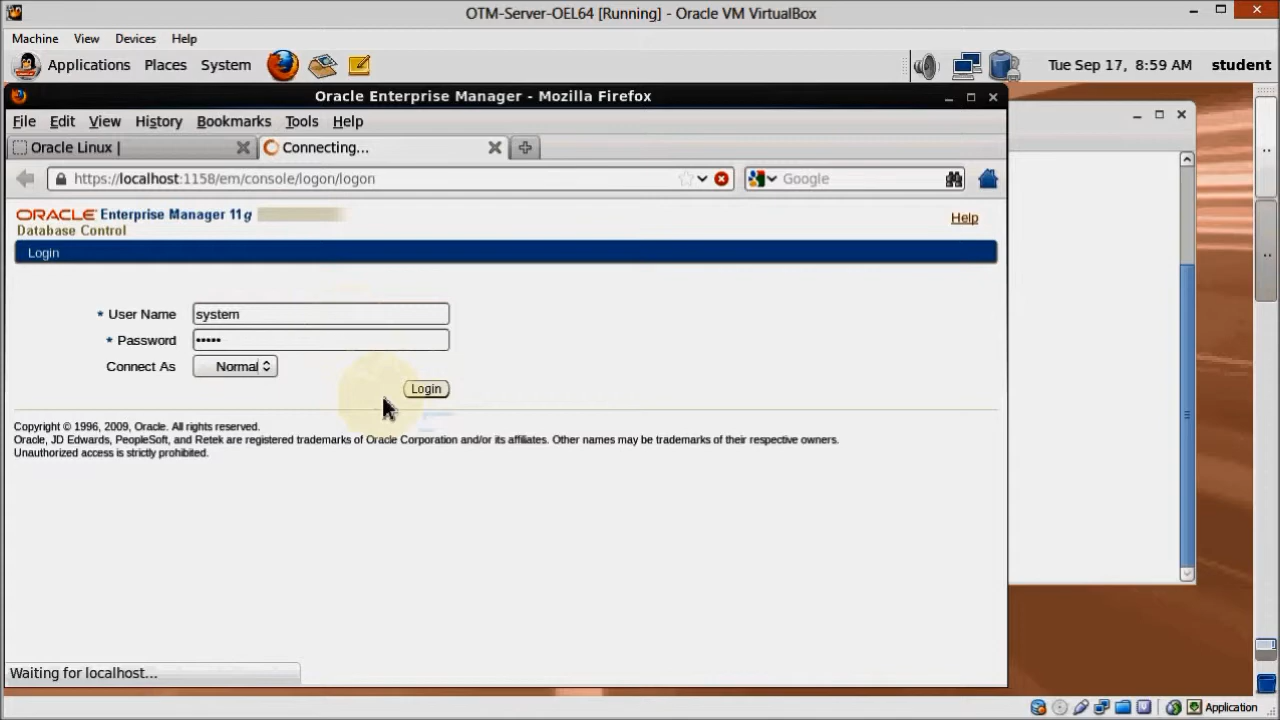 OTM-Server-OEL64 [Running] - Oracle VM VirtualBox
Machine View Devices Help
Applications Places System Tue Sep 17, 8:59 AM student
Oracle Enterprise Manager - Mozilla Firefox
File Edit View History Bookmarks Tools Help
Oracle Linux | Connecting...
https://localhost:1158/em/console/logon/logon Google
ORACLE Enterprise Manager 11g
Database Control
Help
Login
* User Name system
* Password •••••
Connect As Normal
Login
Copyright © 1996, 2009, Oracle. All rights reserved.
Oracle, JD Edwards, PeopleSoft, and Retek are registered trademarks of Oracle Corporation and/or its affiliates. Other names may be trademarks of their respective owners.
Unauthorized access is strictly prohibited.
Waiting for localhost...
Application